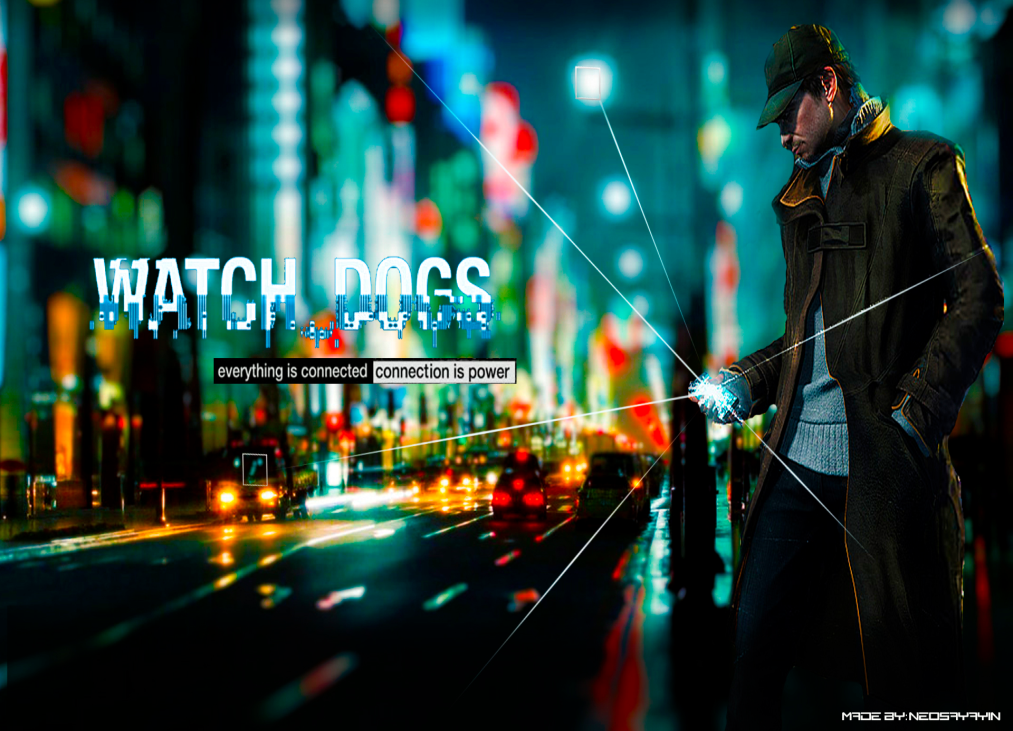 WATCH_DOGS
everything is connected connection is power
MADE BY:NEOSAYAYIN